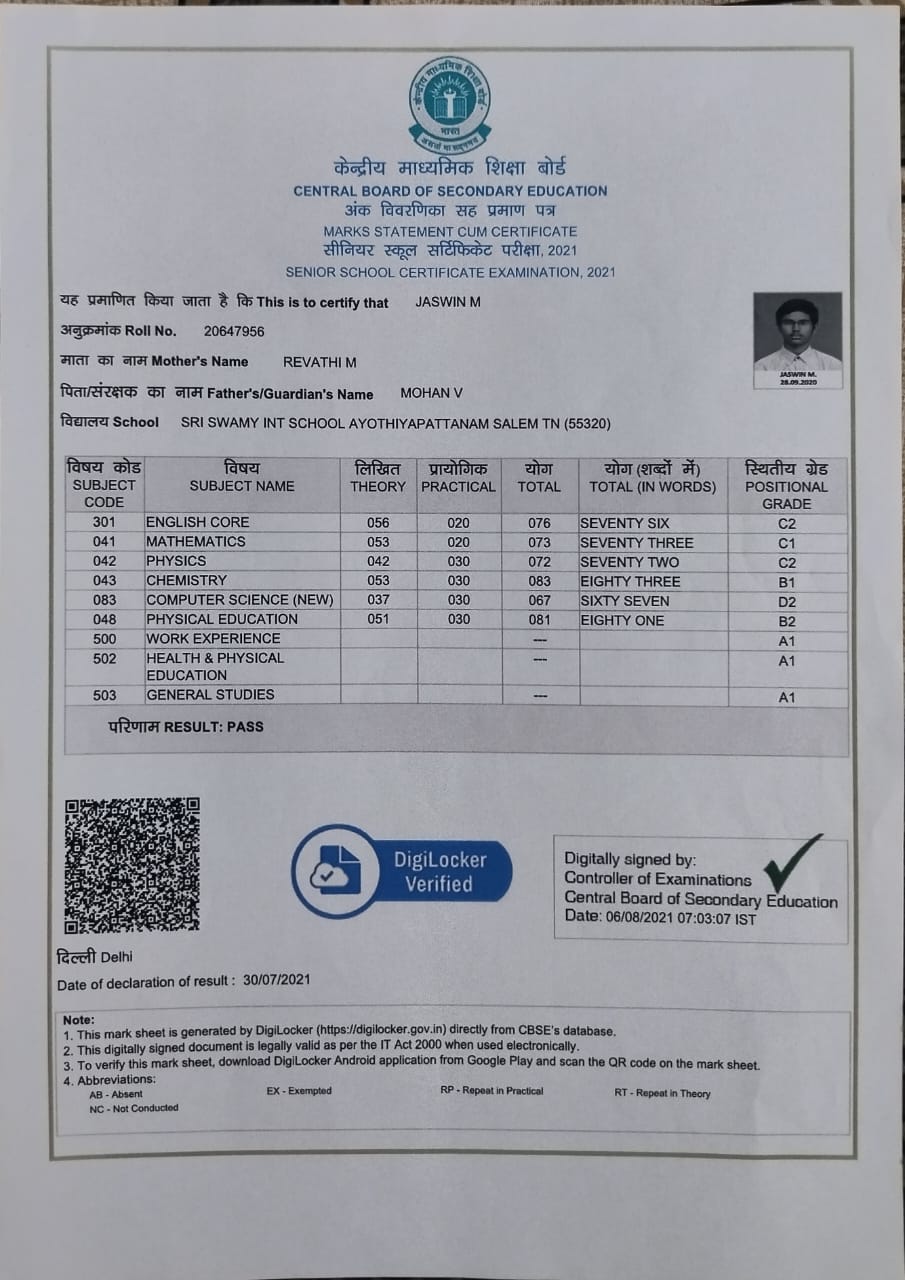 केन्द्रीय माध्यमिक शिक्षा बोर्ड
भारत
असतो मा सद्गमय
केन्द्रीय माध्यमिक शिक्षा बोर्ड
CENTRAL BOARD OF SECONDARY EDUCATION
अंक विवरणिका सह प्रमाण पत्र
MARKS STATEMENT CUM CERTIFICATE
सीनियर स्कूल सर्टिफिकेट परीक्षा, 2021
SENIOR SCHOOL CERTIFICATE EXAMINATION, 2021
यह प्रमाणित किया जाता है कि This is to certify that JASWIN M
अनुक्रमांक Roll No. 20647956
माता का नाम Mother's Name REVATHI M
पिता/संरक्षक का नाम Father's/Guardian's Name MOHAN V
विद्यालय School SRI SWAMY INT SCHOOL AYOTHIYAPATTANAM SALEM TN (55320)
JASWIN M.
28.09.2020
विषय कोड विषय लिखित प्रायोगिक योग योग (शब्दों में) स्थितीय ग्रेड
SUBJECT SUBJECT NAME THEORY PRACTICAL TOTAL TOTAL (IN WORDS) POSITIONAL
CODE GRADE
301 ENGLISH CORE 056 020 076 SEVENTY SIX C2
041 MATHEMATICS 053 020 073 SEVENTY THREE C1
042 PHYSICS 042 030 072 SEVENTY TWO C2
043 CHEMISTRY 053 030 083 EIGHTY THREE B1
083 COMPUTER SCIENCE (NEW) 037 030 067 SIXTY SEVEN D2
048 PHYSICAL EDUCATION 051 030 081 EIGHTY ONE B2
500 WORK EXPERIENCE --- A1
502 HEALTH & PHYSICAL --- A1
EDUCATION
503 GENERAL STUDIES --- A1
परिणाम RESULT: PASS
DigiLocker
Verified
Digitally signed by:
Controller of Examinations
Central Board of Secondary Education
Date: 06/08/2021 07:03:07 IST
दिल्ली Delhi
Date of declaration of result : 30/07/2021
Note:
1. This mark sheet is generated by DigiLocker (https://digilocker.gov.in) directly from CBSE's database.
2. This digitally signed document is legally valid as per the IT Act 2000 when used electronically.
3. To verify this mark sheet, download DigiLocker Android application from Google Play and scan the QR code on the mark sheet.
4. Abbreviations:
AB - Absent EX - Exempted RP - Repeat in Practical RT - Repeat in Theory
NC - Not Conducted